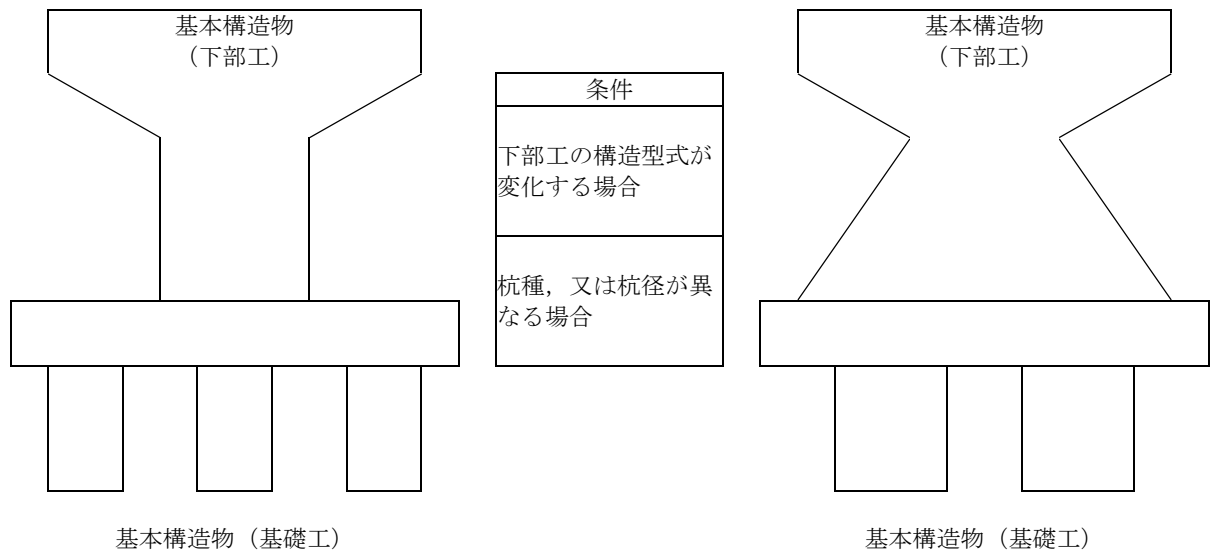 基本構造物
（下部工）
条件
下部工の構造型式が
変化する場合
杭種，又は杭径が異
なる場合
基本構造物
（下部工）
基本構造物（基礎工）
基本構造物（基礎工）